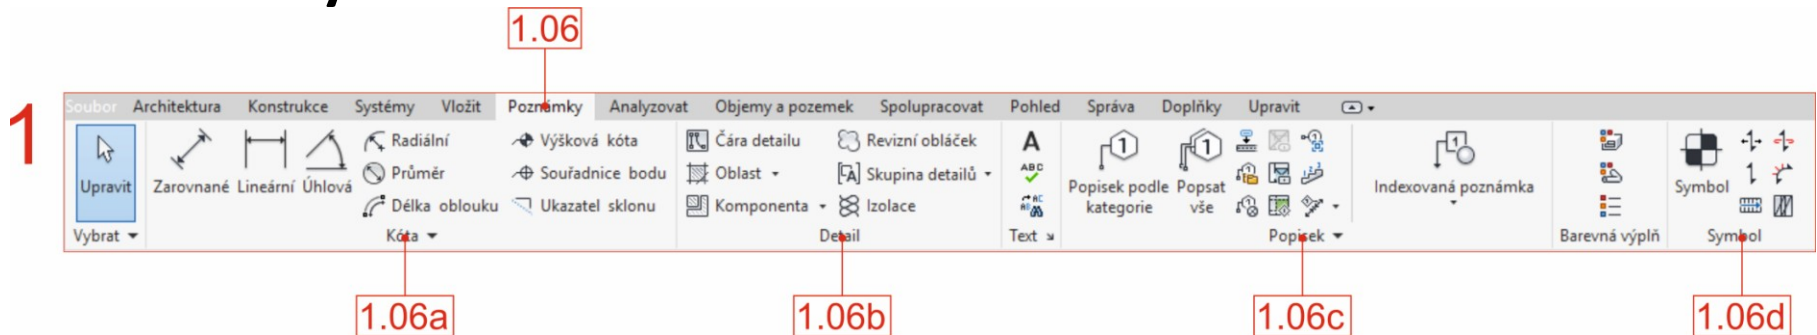 1.06
1
Soubor Architektura Konstrukce Systémy Vložit Poznámky Analyzovat Objemy a pozemek Spolupracovat Pohled Správa Doplňky Upravit
Radiální Výšková kóta Čára detailu Revizní obláček A
Upravit Zarovnané Lineární Úhlová Průměr Souřadnice bodu Oblast Skupina detailů ABC Popisek podle kategorie Popsat vše Indexovaná poznámka Symbol
Délka oblouku Ukazatel sklonu Komponenta Izolace
Vybrat Kóta Detail Text Popisek Barevná výplň Symbol
1.06a 1.06b 1.06c 1.06d